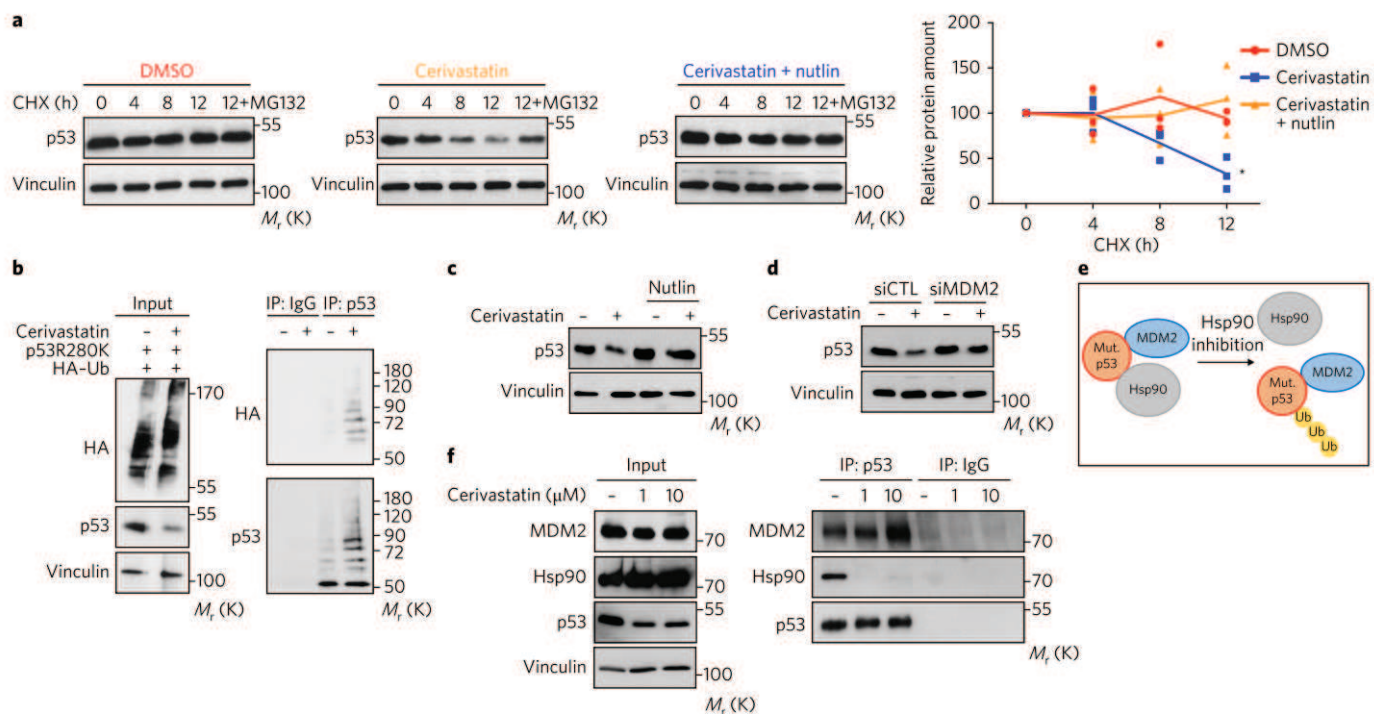 a
DMSO
CHX (h) 0 4 8 12 12+MG132
p53
55
Vinculin
100
Mr (K)
Cerivastatin
0 4 8 12 12+MG132
p53
55
Vinculin
100
Mr (K)
Cerivastatin + nutlin
0 4 8 12 12+MG132
p53
55
Vinculin
100
Mr (K)
Relative protein amount
200
150
100
50
0
0 4 8 12
CHX (h)
*
DMSO
Cerivastatin
Cerivastatin
+ nutlin
b
Input
Cerivastatin - +
p53R280K + +
HA-Ub + +
HA
170
55
p53
55
Vinculin
100
Mr (K)
IP: IgG IP: p53
- + - +
HA
180
120
90
72
50
p53
180
120
90
72
50
Mr (K)
c
Nutlin
Cerivastatin - + - +
p53
55
Vinculin
100
Mr (K)
d
siCTL siMDM2
- + - +
Cerivastatin
p53
55
Vinculin
100
Mr (K)
e
Mut.
p53
MDM2
Hsp90
Hsp90
inhibition
Hsp90
Mut.
p53
MDM2
Ub
Ub
Ub
f
Input
Cerivastatin (μM) - 1 10
MDM2
70
Hsp90
70
p53
55
Vinculin
100
Mr (K)
IP: p53 IP: IgG
- 1 10 - 1 10
MDM2
70
Hsp90
70
p53
55
Mr (K)